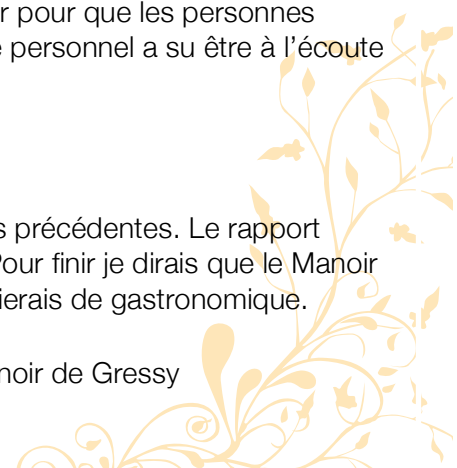 r pour que les personnes
personnel a su être à l’écoute
s précédentes. Le rapport
Pour finir je dirais que le Manoir
ierais de gastronomique.
noir de Gressy